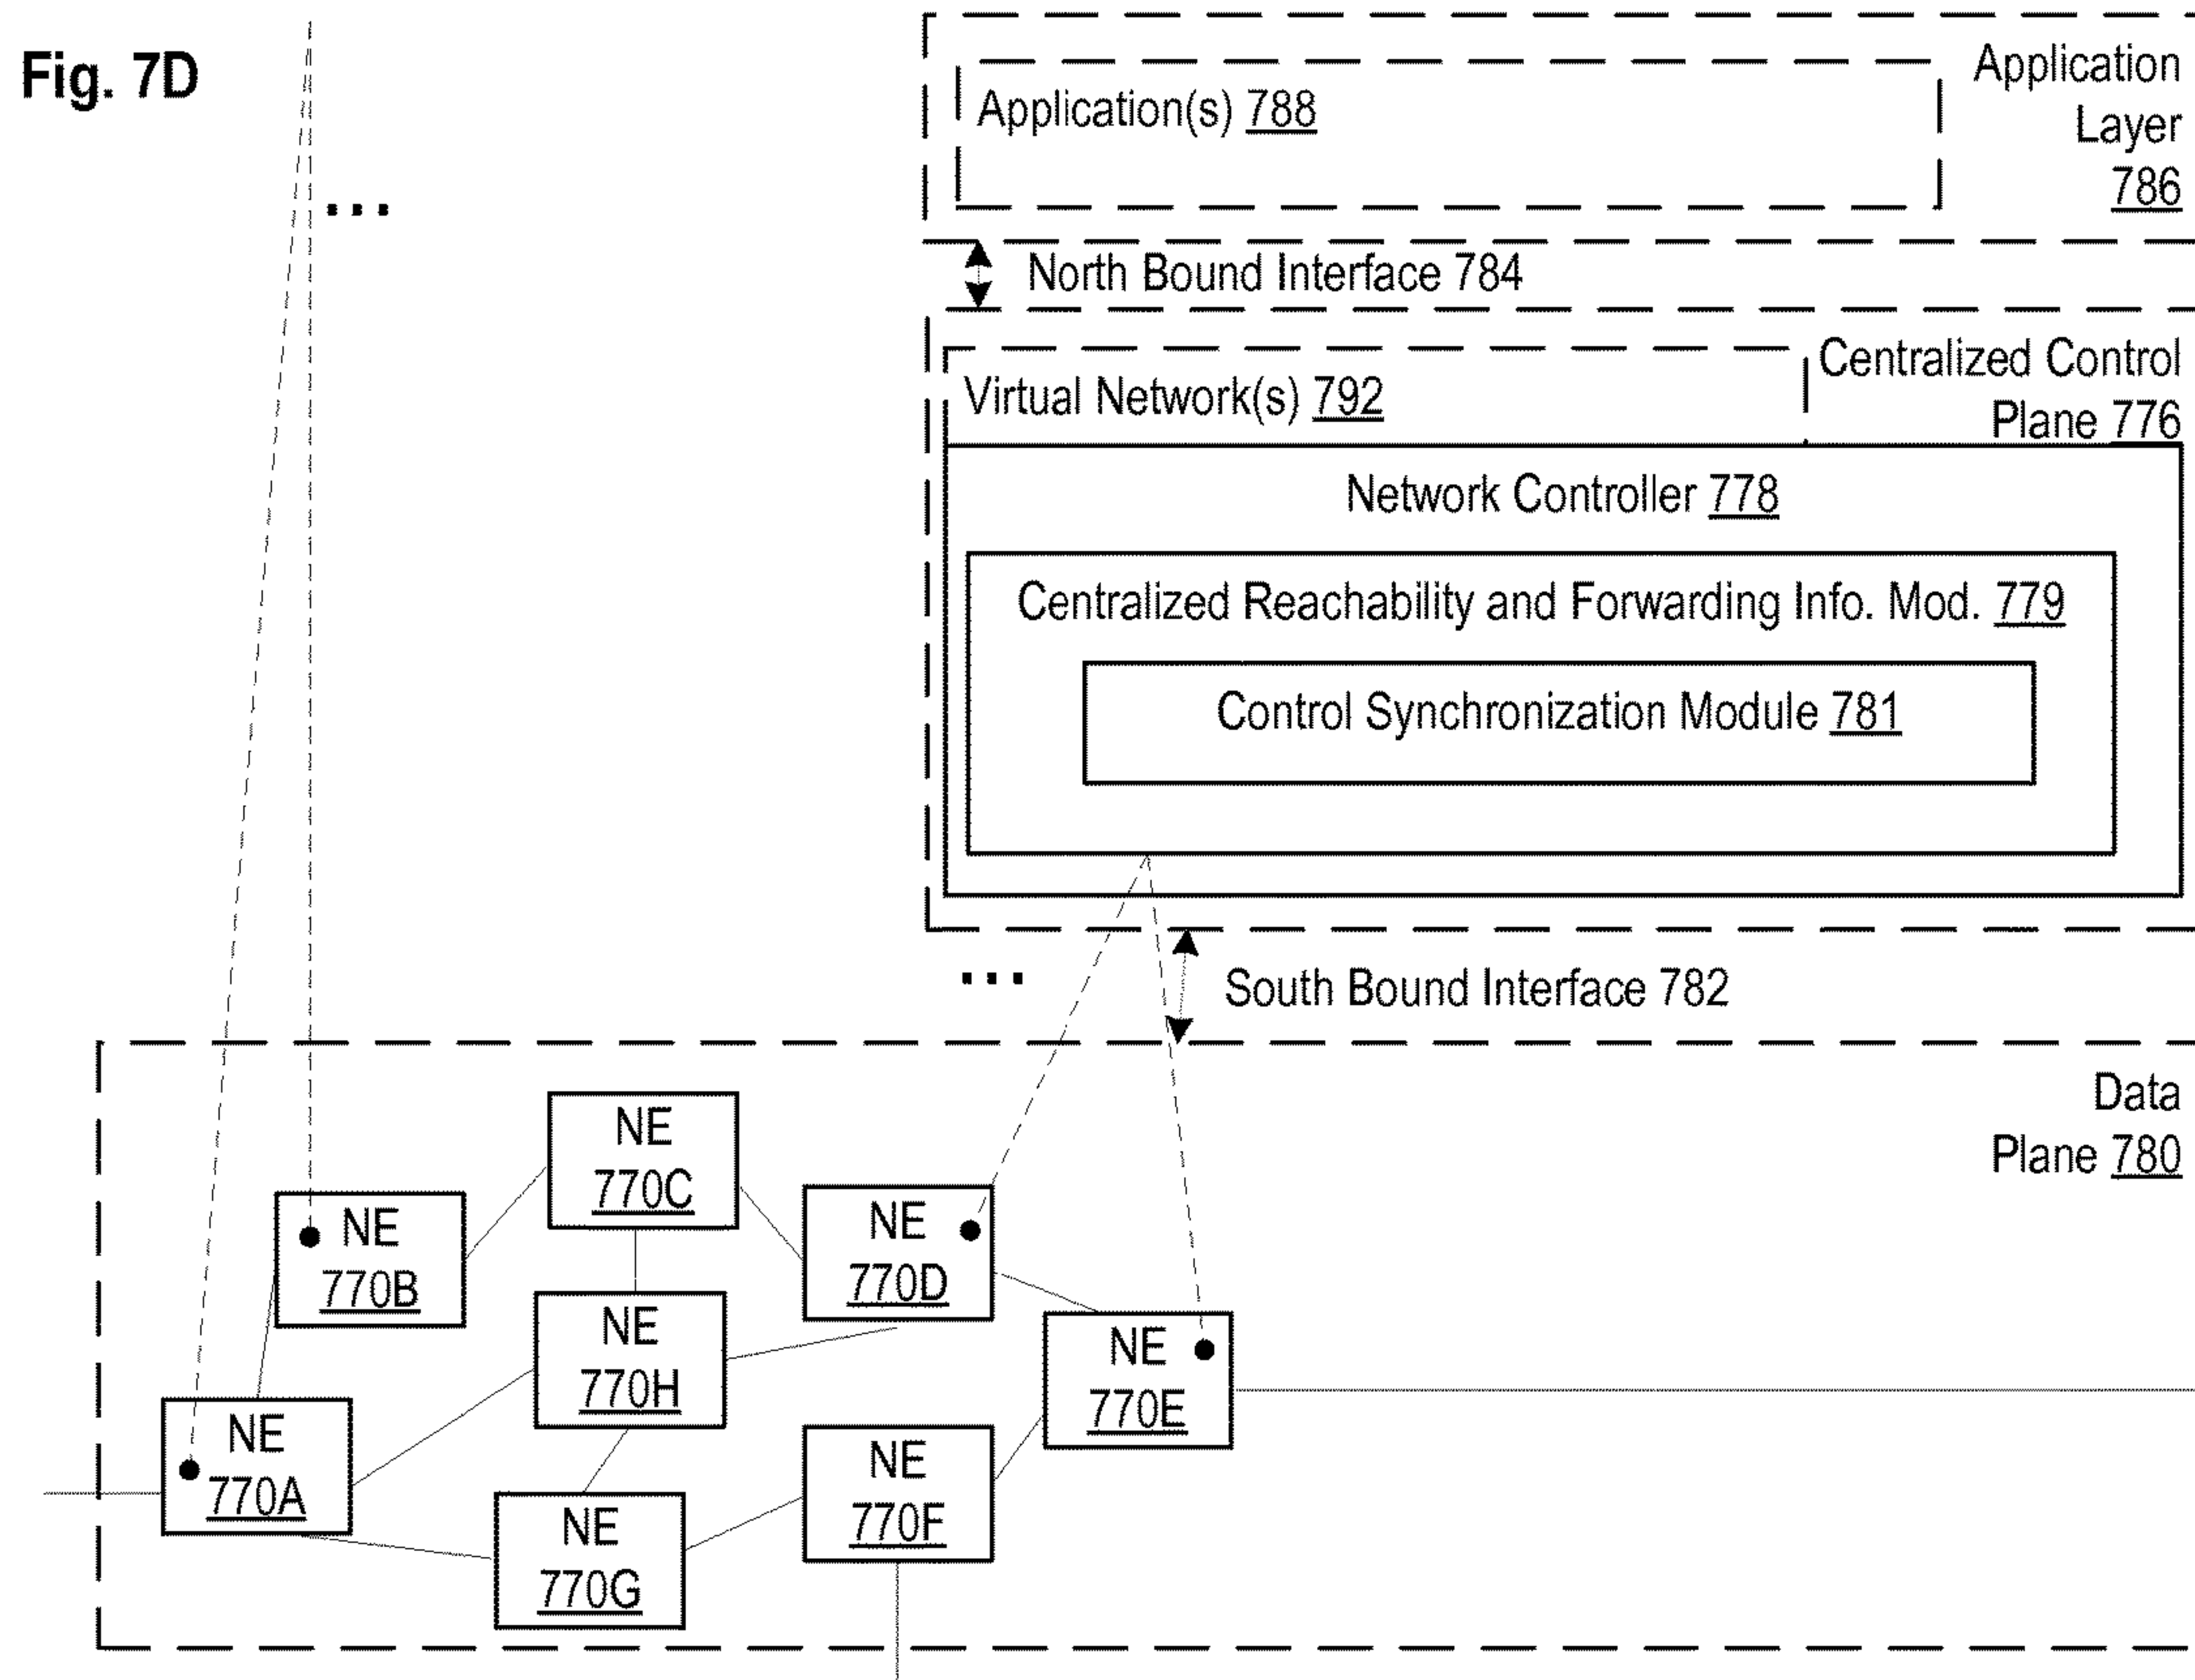 Fig. 7D
...
Application(s) 788
Application
Layer
786
North Bound Interface 784
Virtual Network(s) 792
Centralized Control
Plane 776
Network Controller 778
Centralized Reachability and Forwarding Info. Mod. 779
Control Synchronization Module 781
...
South Bound Interface 782
Data
Plane 780
NE
770C
NE
770B
NE
770D
NE
770H
NE
770E
NE
770A
NE
770F
NE
770G